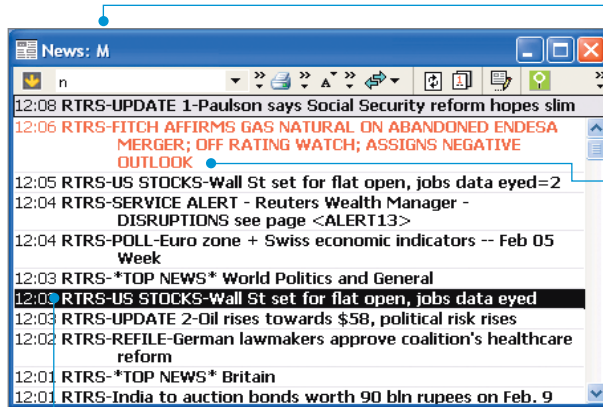 News: M
n
12:08 RTRS-UPDATE 1-Paulson says Social Security reform hopes slim
12:06 RTRS-FITCH AFFIRMS GAS NATURAL ON ABANDONED ENDESA
MERGER; OFF RATING WATCH; ASSIGNS NEGATIVE
OUTLOOK
12:05 RTRS-US STOCKS-Wall St set for flat open, jobs data eyed=2
12:04 RTRS-SERVICE ALERT - Reuters Wealth Manager -
DISRUPTIONS see page <ALERT13>
12:04 RTRS-POLL-Euro zone + Swiss economic indicators -- Feb 05
Week
12:03 RTRS-*TOP NEWS* World Politics and General
RTRS-US STOCKS-Wall St set for flat open, jobs data eyed
12:03 RTRS-UPDATE 2-Oil rises towards $58, political risk rises
12:02 RTRS-REFILE-German lawmakers approve coalition's healthcare
reform
12:01 RTRS-*TOP NEWS* Britain
12:01 RTRS-India to auction bonds worth 90 bln rupees on Feb. 9